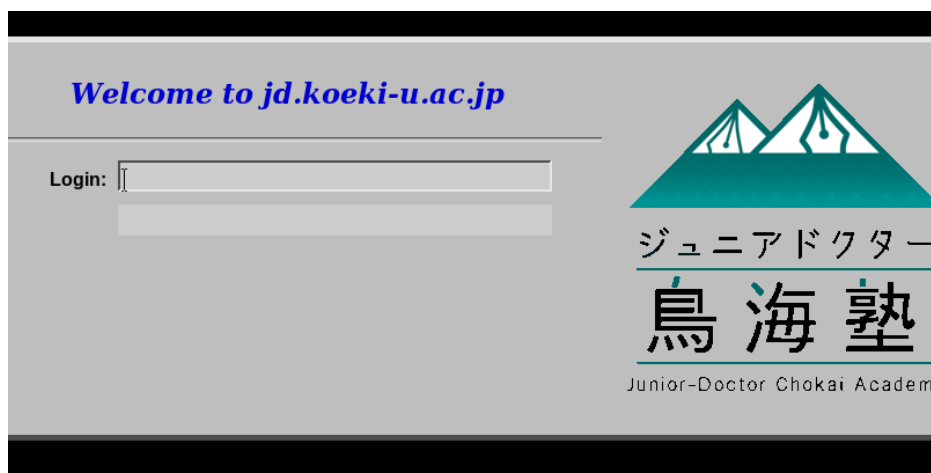 Welcome to jd.koeki-u.ac.jp
Login:
ジュニアドクター
鳥海塾
Junior-Doctor Chokai Academ